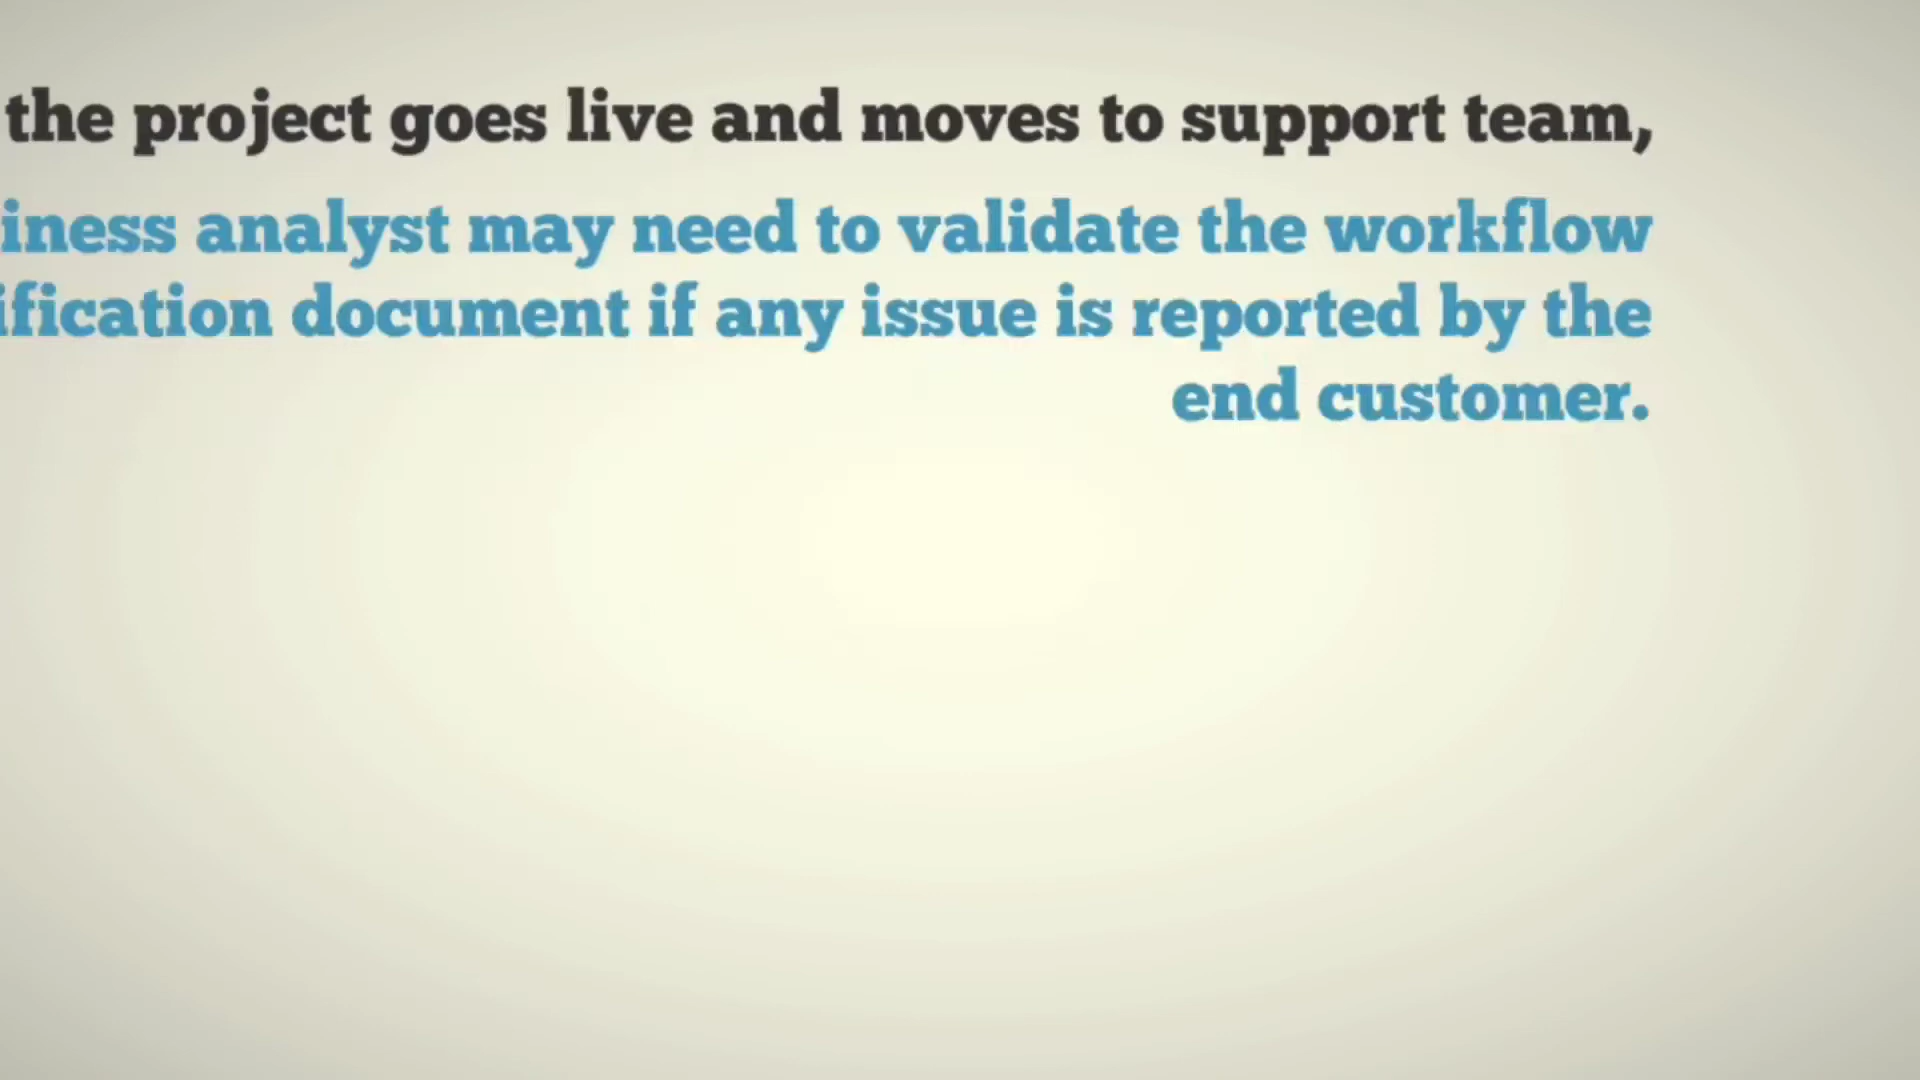 the project goes live and moves to support team,
iness analyst may need to validate the workflow
ification document if any issue is reported by the
end customer.